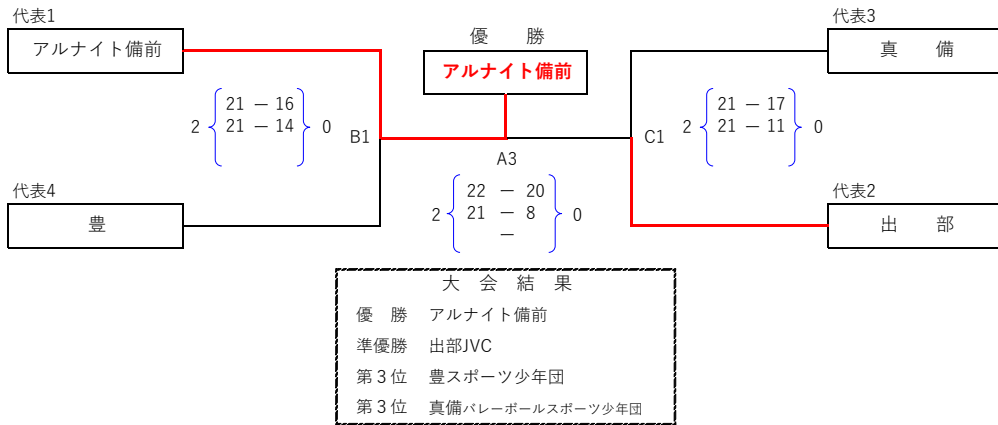 代表1
アルナイト備前
優　勝
アルナイト備前
代表3
真　備
2 { 21 － 16 } 0
21 － 14
B1
C1
2 { 21 － 17 } 0
21 － 11
A3
2 { 22 － 20 } 0
21 － 8
－
代表4
豊
代表2
出　部
大　会　結　果
優　勝　アルナイト備前
準優勝　出部JVC
第３位　豊スポーツ少年団
第３位　真備バレーボールスポーツ少年団